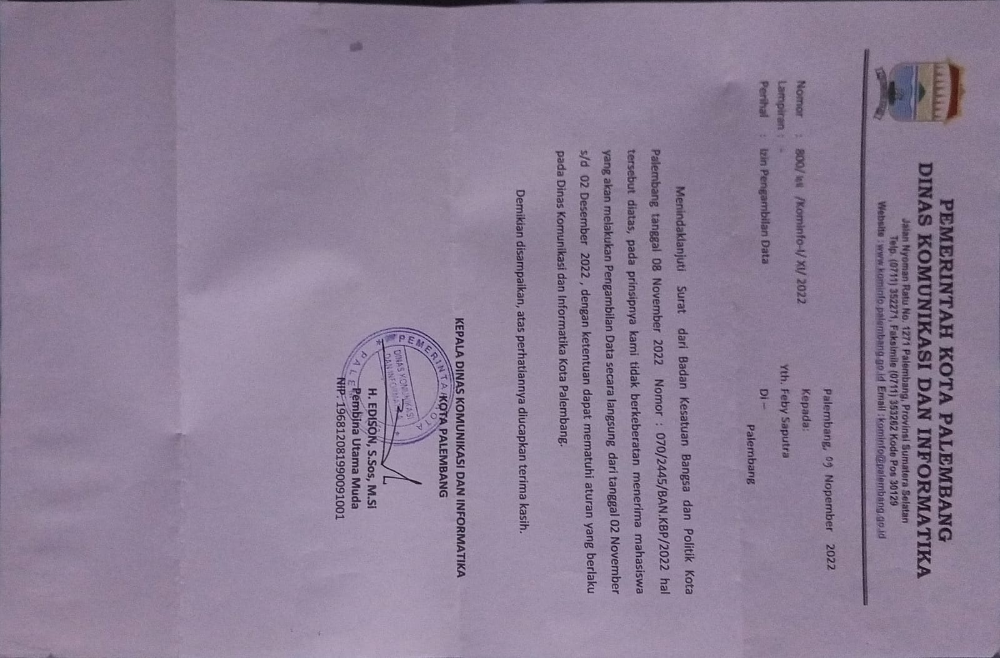 PEMERINTAH KOTA PALEMBANG
DINAS KOMUNIKASI DAN INFORMATIKA
Jalan Nyoman Ratu No. 1271 Palembang, Provinsi Sumatera Selatan
Telp. (0711) 352271, Faksimile (0711) 353262 Kode Pos 30129
Website : www.kominfo.palembang.go.id Email : kominfo@palembang.go.id
Palembang, 09 Nopember 2022
Nomor : 800/ /Kominfo-I/ XI/ 2022
Kepada:
Lampiran : -
Yth. Feby Saputra
Perihal : Izin Pengambilan Data
Di –
Palembang
Menindaklanjuti Surat dari Badan Kesatuan Bangsa dan Politik Kota
Palembang tanggal 08 November 2022 Nomor : 070/2445/BAN.KBP/2022 hal
tersebut diatas, pada prinsipnya kami tidak berkeberatan menerima mahasiswa
yang akan melakukan Pengambilan Data secara langsung dari tanggal 02 November
s/d 02 Desember 2022 , dengan ketentuan dapat mematuhi aturan yang berlaku
pada Dinas Komunikasi dan Informatika Kota Palembang.
Demikian disampaikan, atas perhatiannya diucapkan terima kasih.
KEPALA DINAS KOMUNIKASI DAN INFORMATIKA
KOTA PALEMBANG
PEMERINTA KOTA
DINAS KOMUNIKASI
DAN INFORMA
PALE
H. EDISON, S.Sos, M.Si
Pembina Utama Muda
NIP. 196812081990091001